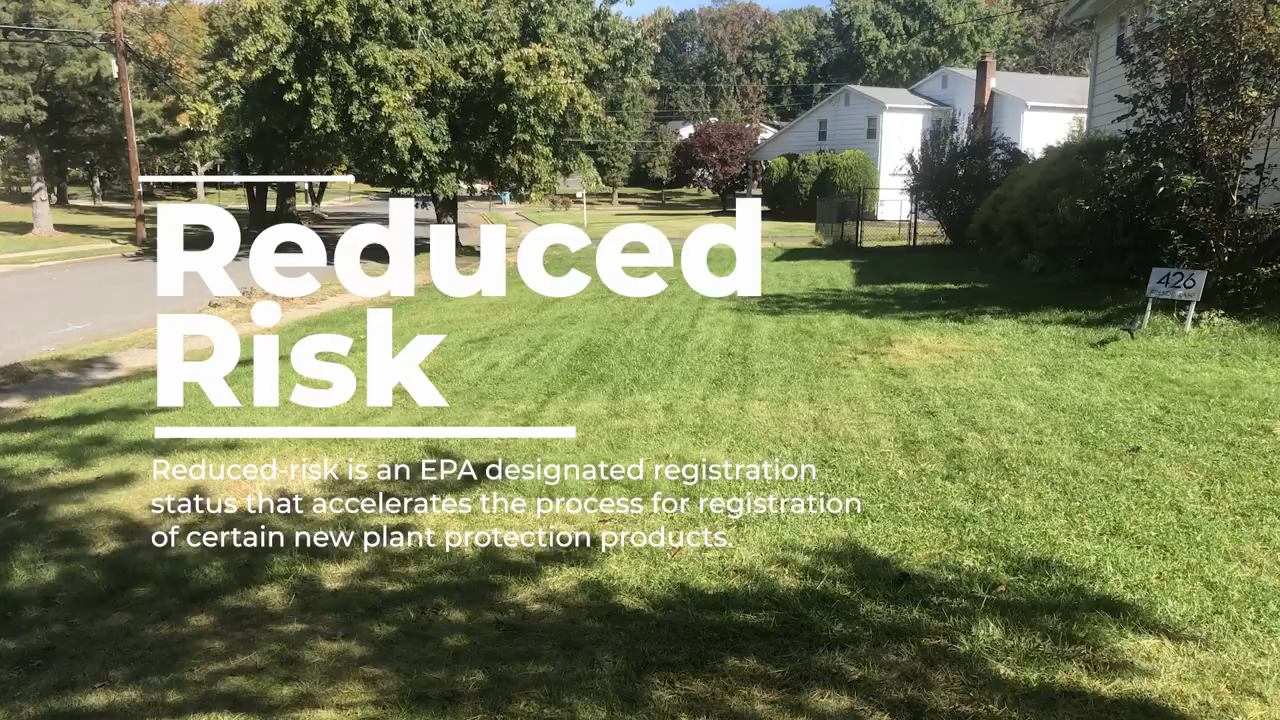 Reduced
Risk
Reduced-risk is an EPA designated registration
status that accelerates the process for registration
of certain new plant protection products.
426